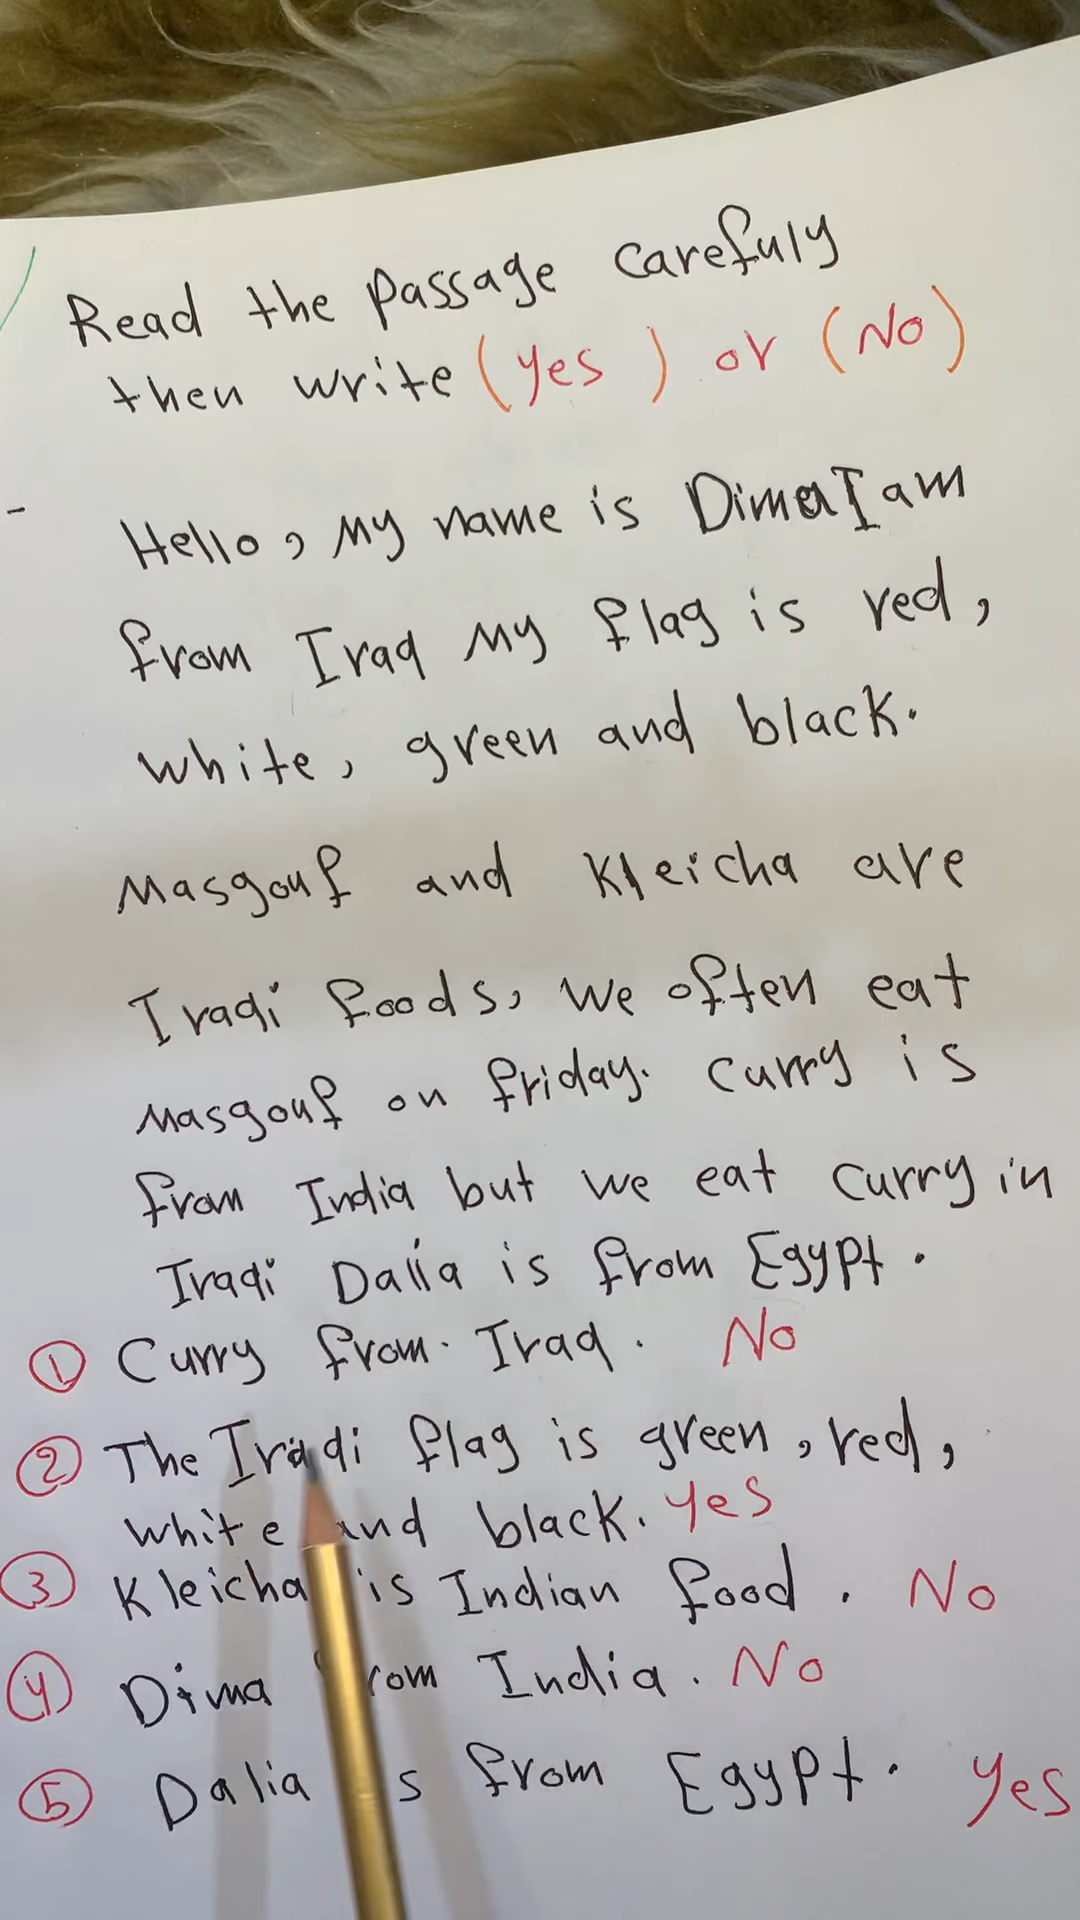 Read the passage carefuly
then write (yes) or (No)
Hello, My name is Dima I am
from Iraq My flag is red,
white, green and black.
Masgouf and Kleicha are
Iraqi foods, we often eat
Masgouf on friday. Curry is
from India but we eat curry in
Iraqi Dalia is from Egypt.
1 Curry from. Iraq. No
2 The Iraqi flag is green, red,
white and black. yes
3 Kleicha is Indian food. No
4 Dima from India. No
5 Dalia is from Egypt. yes